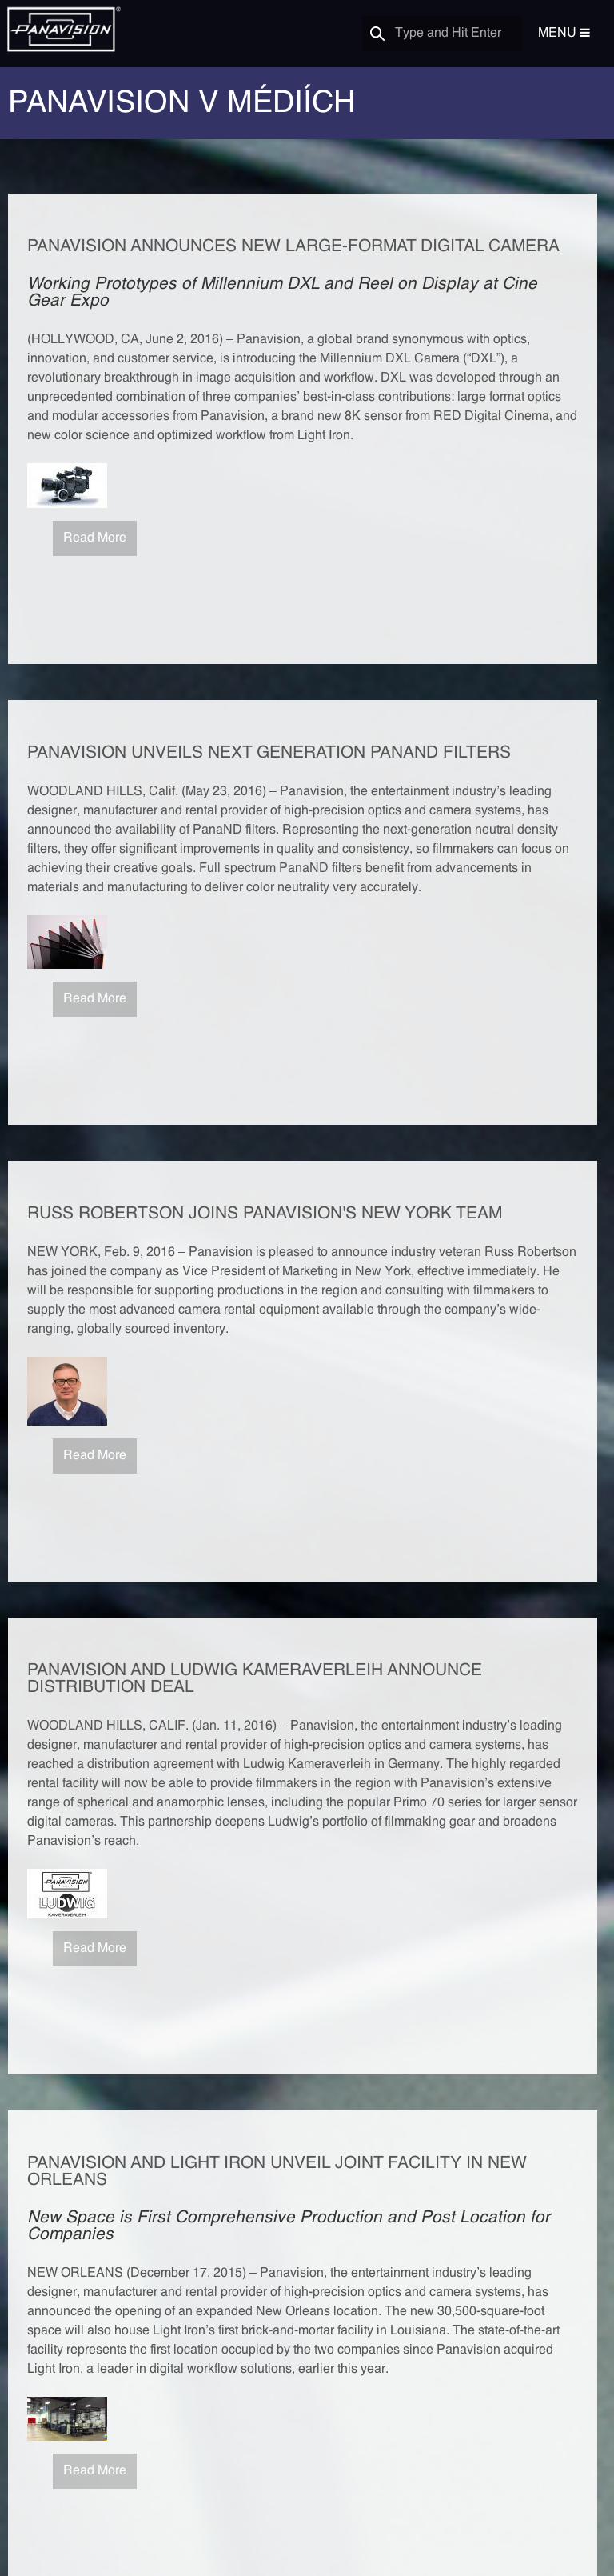 PANAVISION®
Type and Hit Enter
MENU
PANAVISION V MÉDIÍCH
PANAVISION ANNOUNCES NEW LARGE-FORMAT DIGITAL CAMERA
Working Prototypes of Millennium DXL and Reel on Display at Cine
Gear Expo
(HOLLYWOOD, CA, June 2, 2016) – Panavision, a global brand synonymous with optics,
innovation, and customer service, is introducing the Millennium DXL Camera (“DXL”), a
revolutionary breakthrough in image acquisition and workflow. DXL was developed through an
unprecedented combination of three companies’ best-in-class contributions: large format optics
and modular accessories from Panavision, a brand new 8K sensor from RED Digital Cinema, and
new color science and optimized workflow from Light Iron.
Read More
PANAVISION UNVEILS NEXT GENERATION PANAND FILTERS
WOODLAND HILLS, Calif. (May 23, 2016) – Panavision, the entertainment industry’s leading
designer, manufacturer and rental provider of high-precision optics and camera systems, has
announced the availability of PanaND filters. Representing the next-generation neutral density
filters, they offer significant improvements in quality and consistency, so filmmakers can focus on
achieving their creative goals. Full spectrum PanaND filters benefit from advancements in
materials and manufacturing to deliver color neutrality very accurately.
Read More
RUSS ROBERTSON JOINS PANAVISION'S NEW YORK TEAM
NEW YORK, Feb. 9, 2016 – Panavision is pleased to announce industry veteran Russ Robertson
has joined the company as Vice President of Marketing in New York, effective immediately. He
will be responsible for supporting productions in the region and consulting with filmmakers to
supply the most advanced camera rental equipment available through the company’s wide-
ranging, globally sourced inventory.
Read More
PANAVISION AND LUDWIG KAMERAVERLEIH ANNOUNCE
DISTRIBUTION DEAL
WOODLAND HILLS, CALIF. (Jan. 11, 2016) – Panavision, the entertainment industry’s leading
designer, manufacturer and rental provider of high-precision optics and camera systems, has
reached a distribution agreement with Ludwig Kameraverleih in Germany. The highly regarded
rental facility will now be able to provide filmmakers in the region with Panavision’s extensive
range of spherical and anamorphic lenses, including the popular Primo 70 series for larger sensor
digital cameras. This partnership deepens Ludwig’s portfolio of filmmaking gear and broadens
Panavision’s reach.
PANAVISION
LUDWIG
KAMERAVERLEIH
Read More
PANAVISION AND LIGHT IRON UNVEIL JOINT FACILITY IN NEW
ORLEANS
New Space is First Comprehensive Production and Post Location for
Companies
NEW ORLEANS (December 17, 2015) – Panavision, the entertainment industry’s leading
designer, manufacturer and rental provider of high-precision optics and camera systems, has
announced the opening of an expanded New Orleans location. The new 30,500-square-foot
space will also house Light Iron’s first brick-and-mortar facility in Louisiana. The state-of-the-art
facility represents the first location occupied by the two companies since Panavision acquired
Light Iron, a leader in digital workflow solutions, earlier this year.
Read More